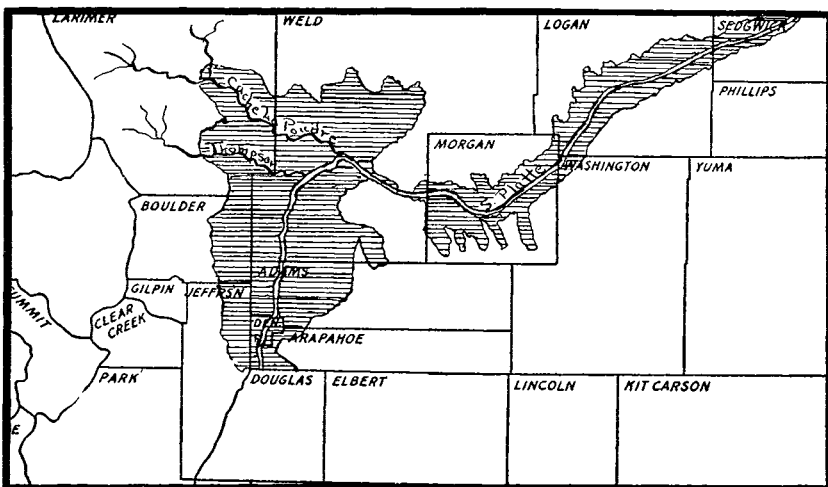 LARIMER
WELD
LOGAN
SEDGWICK
PHILLIPS
Cache La Poudre
Thompson
MORGAN
S. Platte
WASHINGTON
YUMA
BOULDER
ADAMS
GILPIN
JEFFRSN
SUMMIT
CLEAR
CREEK
DEN
ARAPAHOE
PARK
DOUGLAS
ELBERT
LINCOLN
KIT CARSON
E